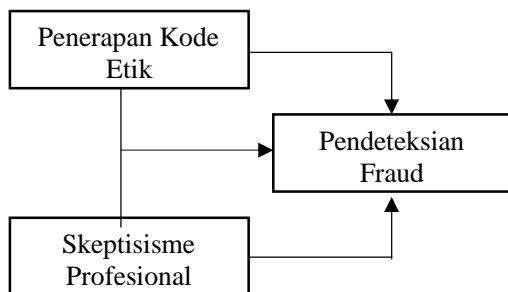 Penerapan Kode
Etik
Pendeteksian
Fraud
Skeptisisme
Profesional